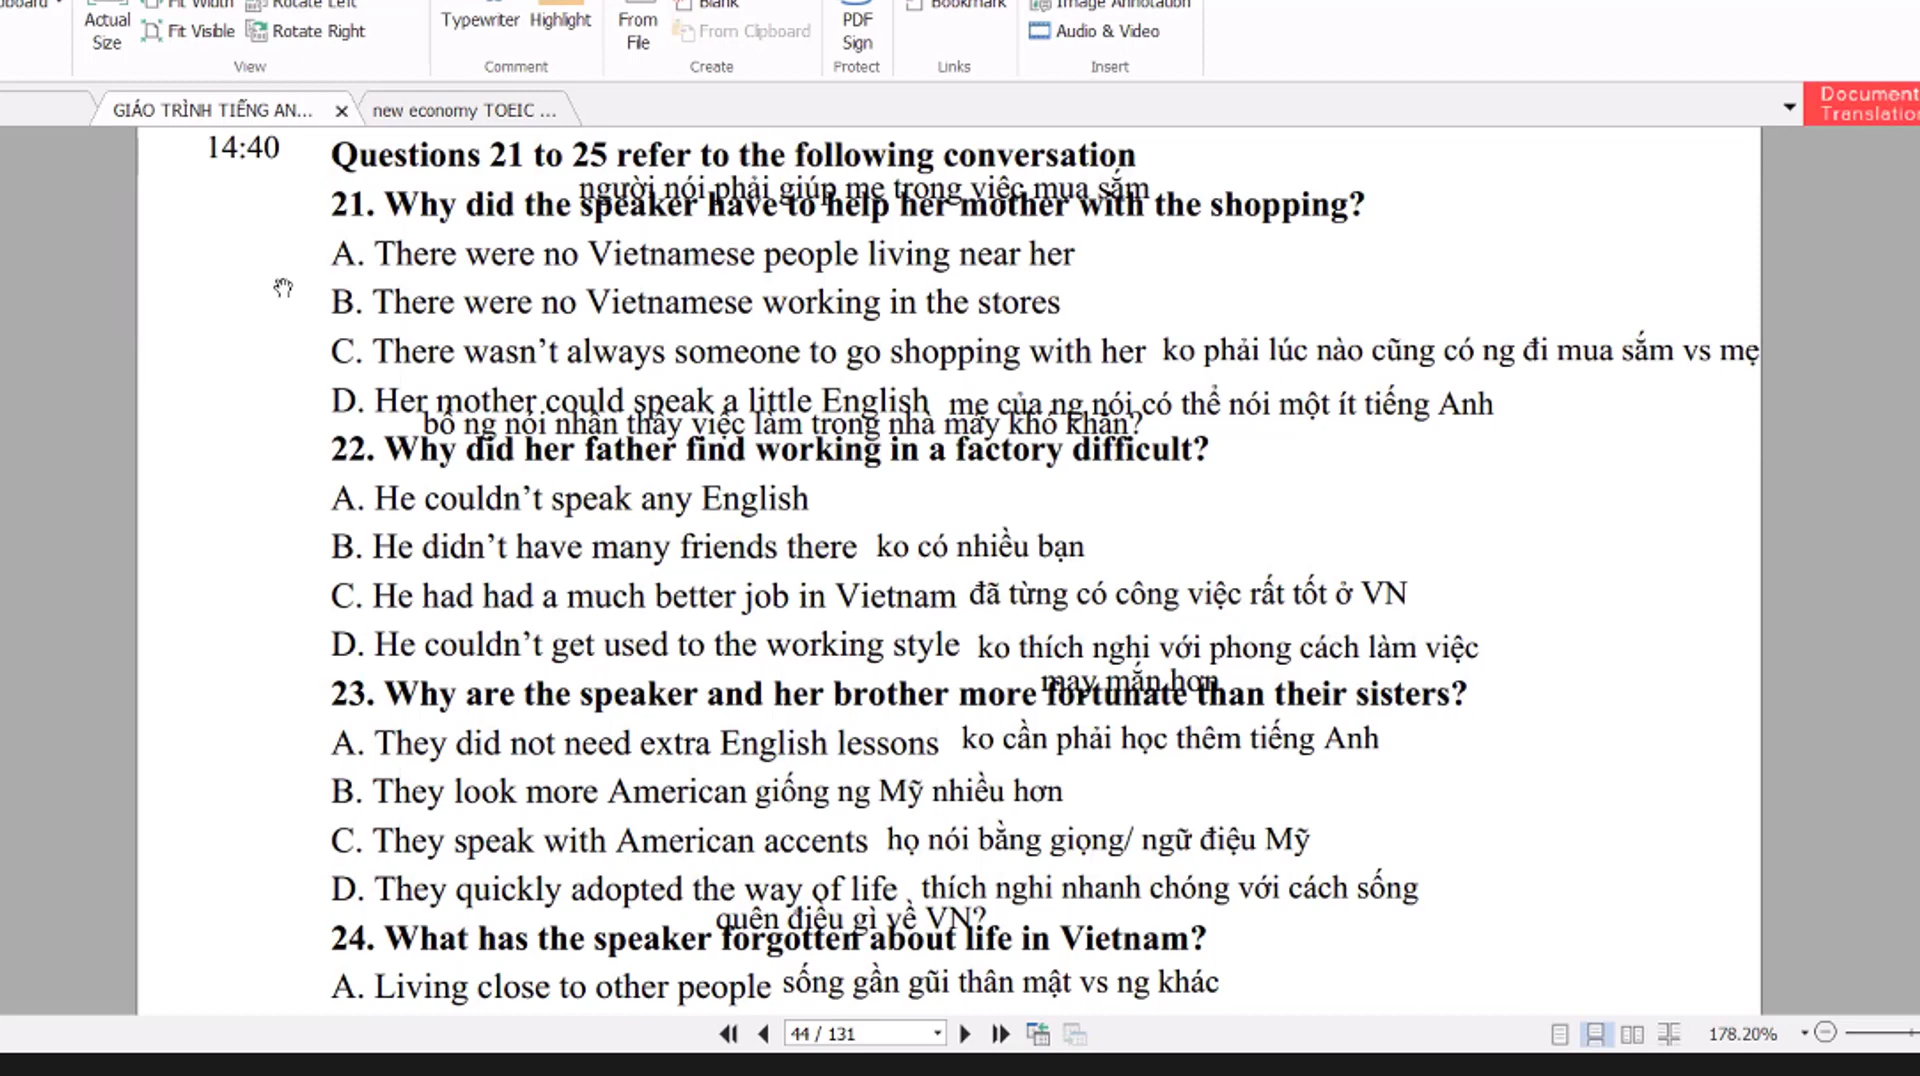 Actual
Size
Fit Width
Fit Visible
Rotate Left
Rotate Right
View
Typewriter
Highlight
Comment
From
File
Blank
From Clipboard
Create
PDF
Sign
Protect
Bookmark
Links
Image Annotation
Audio & Video
Insert
GIÁO TRÌNH TIẾNG AN...
new economy TOEIC ...
Document
Translation
14:40
Questions 21 to 25 refer to the following conversation
người nói phải giúp mẹ trong việc mua sắm
21. Why did the speaker have to help her mother with the shopping?
A. There were no Vietnamese people living near her
B. There were no Vietnamese working in the stores
C. There wasn't always someone to go shopping with her ko phải lúc nào cũng có ng đi mua sắm vs mẹ
D. Her mother could speak a little English mẹ của ng nói có thể nói một ít tiếng Anh
bố ng nói nhận thấy việc làm trong nhà máy khó khăn?
22. Why did her father find working in a factory difficult?
A. He couldn't speak any English
B. He didn't have many friends there ko có nhiều bạn
C. He had had a much better job in Vietnam đã từng có công việc rất tốt ở VN
D. He couldn't get used to the working style ko thích nghi với phong cách làm việc
may mắn hơn
23. Why are the speaker and her brother more fortunate than their sisters?
A. They did not need extra English lessons ko cần phải học thêm tiếng Anh
B. They look more American giống ng Mỹ nhiều hơn
C. They speak with American accents họ nói bằng giọng/ ngữ điệu Mỹ
D. They quickly adopted the way of life thích nghi nhanh chóng với cách sống
quên điều gì về VN?
24. What has the speaker forgotten about life in Vietnam?
A. Living close to other people sống gần gũi thân mật vs ng khác
44 / 131
178.20%